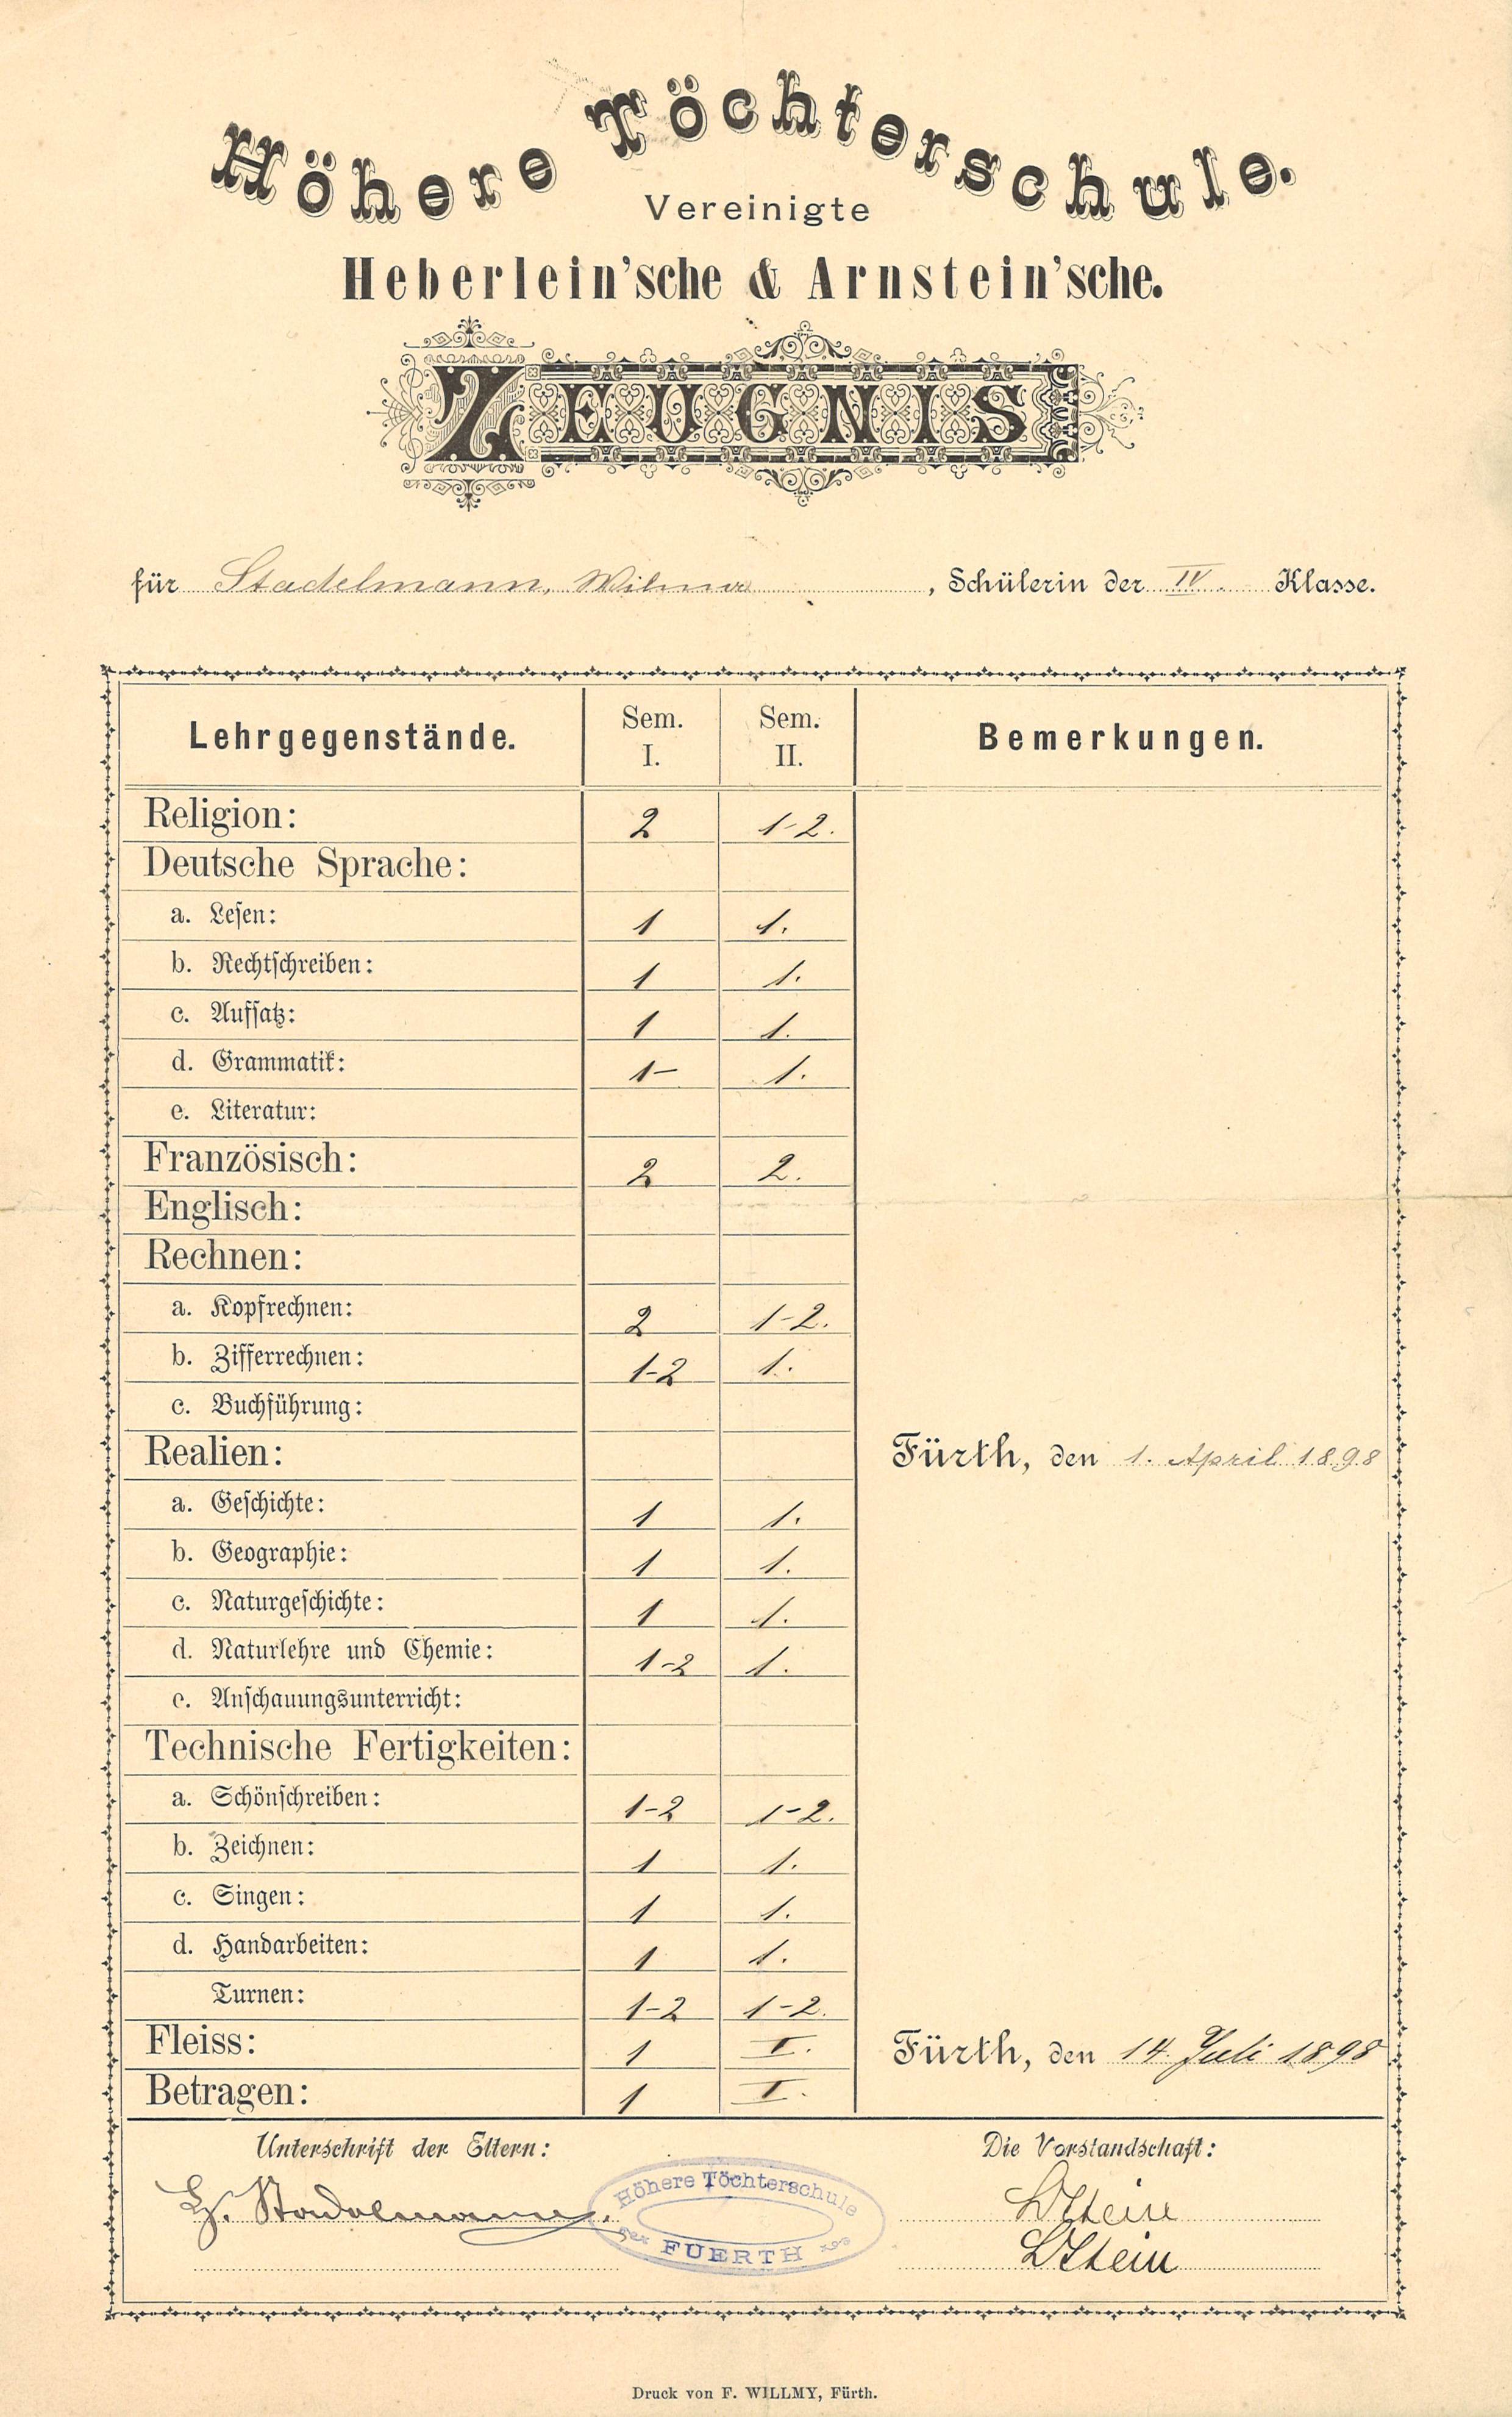 Höhere Töchterschule.
Vereinigte
Heberlein'sche & Arnstein'sche.
ZEUGNIS
für Stadelmann, Wilma, Schülerin der IV. Klasse.
Lehrgegenstände. Sem. I. Sem. II. Bemerkungen.
Religion: 2 1-2.
Deutsche Sprache:
a. Lesen: 1 1.
b. Rechtschreiben: 1 1.
c. Aufsatz: 1 1.
d. Grammatik: 1- 1.
e. Literatur:
Französisch: 2 2.
Englisch:
Rechnen:
a. Kopfrechnen: 2 1-2.
b. Zifferrechnen: 1-2 1.
c. Buchführung:
Realien: Fürth, den 1. April 1898
a. Geschichte: 1 1.
b. Geographie: 1 1.
c. Naturgeschichte: 1 1.
d. Naturlehre und Chemie: 1-2 1.
e. Anschauungsunterricht:
Technische Fertigkeiten:
a. Schönschreiben: 1-2 1-2.
b. Zeichnen: 1 1.
c. Singen: 1 1.
d. Handarbeiten: 1 1.
Turnen: 1-2 1-2.
Fleiss: 1 I. Fürth, den 14. Juli 1898
Betragen: 1 I.
Unterschrift der Eltern: Die Vorstandschaft:
Stadelmann.
Höhere Töchterschule
FUERTH
DStein
DStein
Druck von F. WILLMY, Fürth.